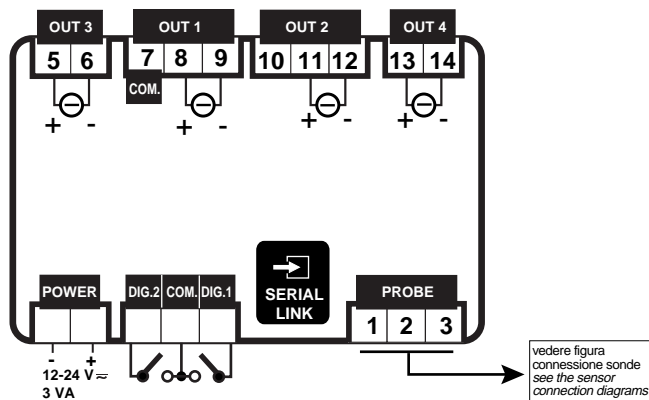 OUT 3 OUT 1 OUT 2 OUT 4
5 6 7 8 9 10 11 12 13 14
COM.
+ - + - + - + -
POWER DIG.2 COM. DIG.1 SERIAL LINK PROBE
1 2 3
- +
12-24 V ⎓
3 VA
vedere figura
connessione sonde
see the sensor
connection diagrams